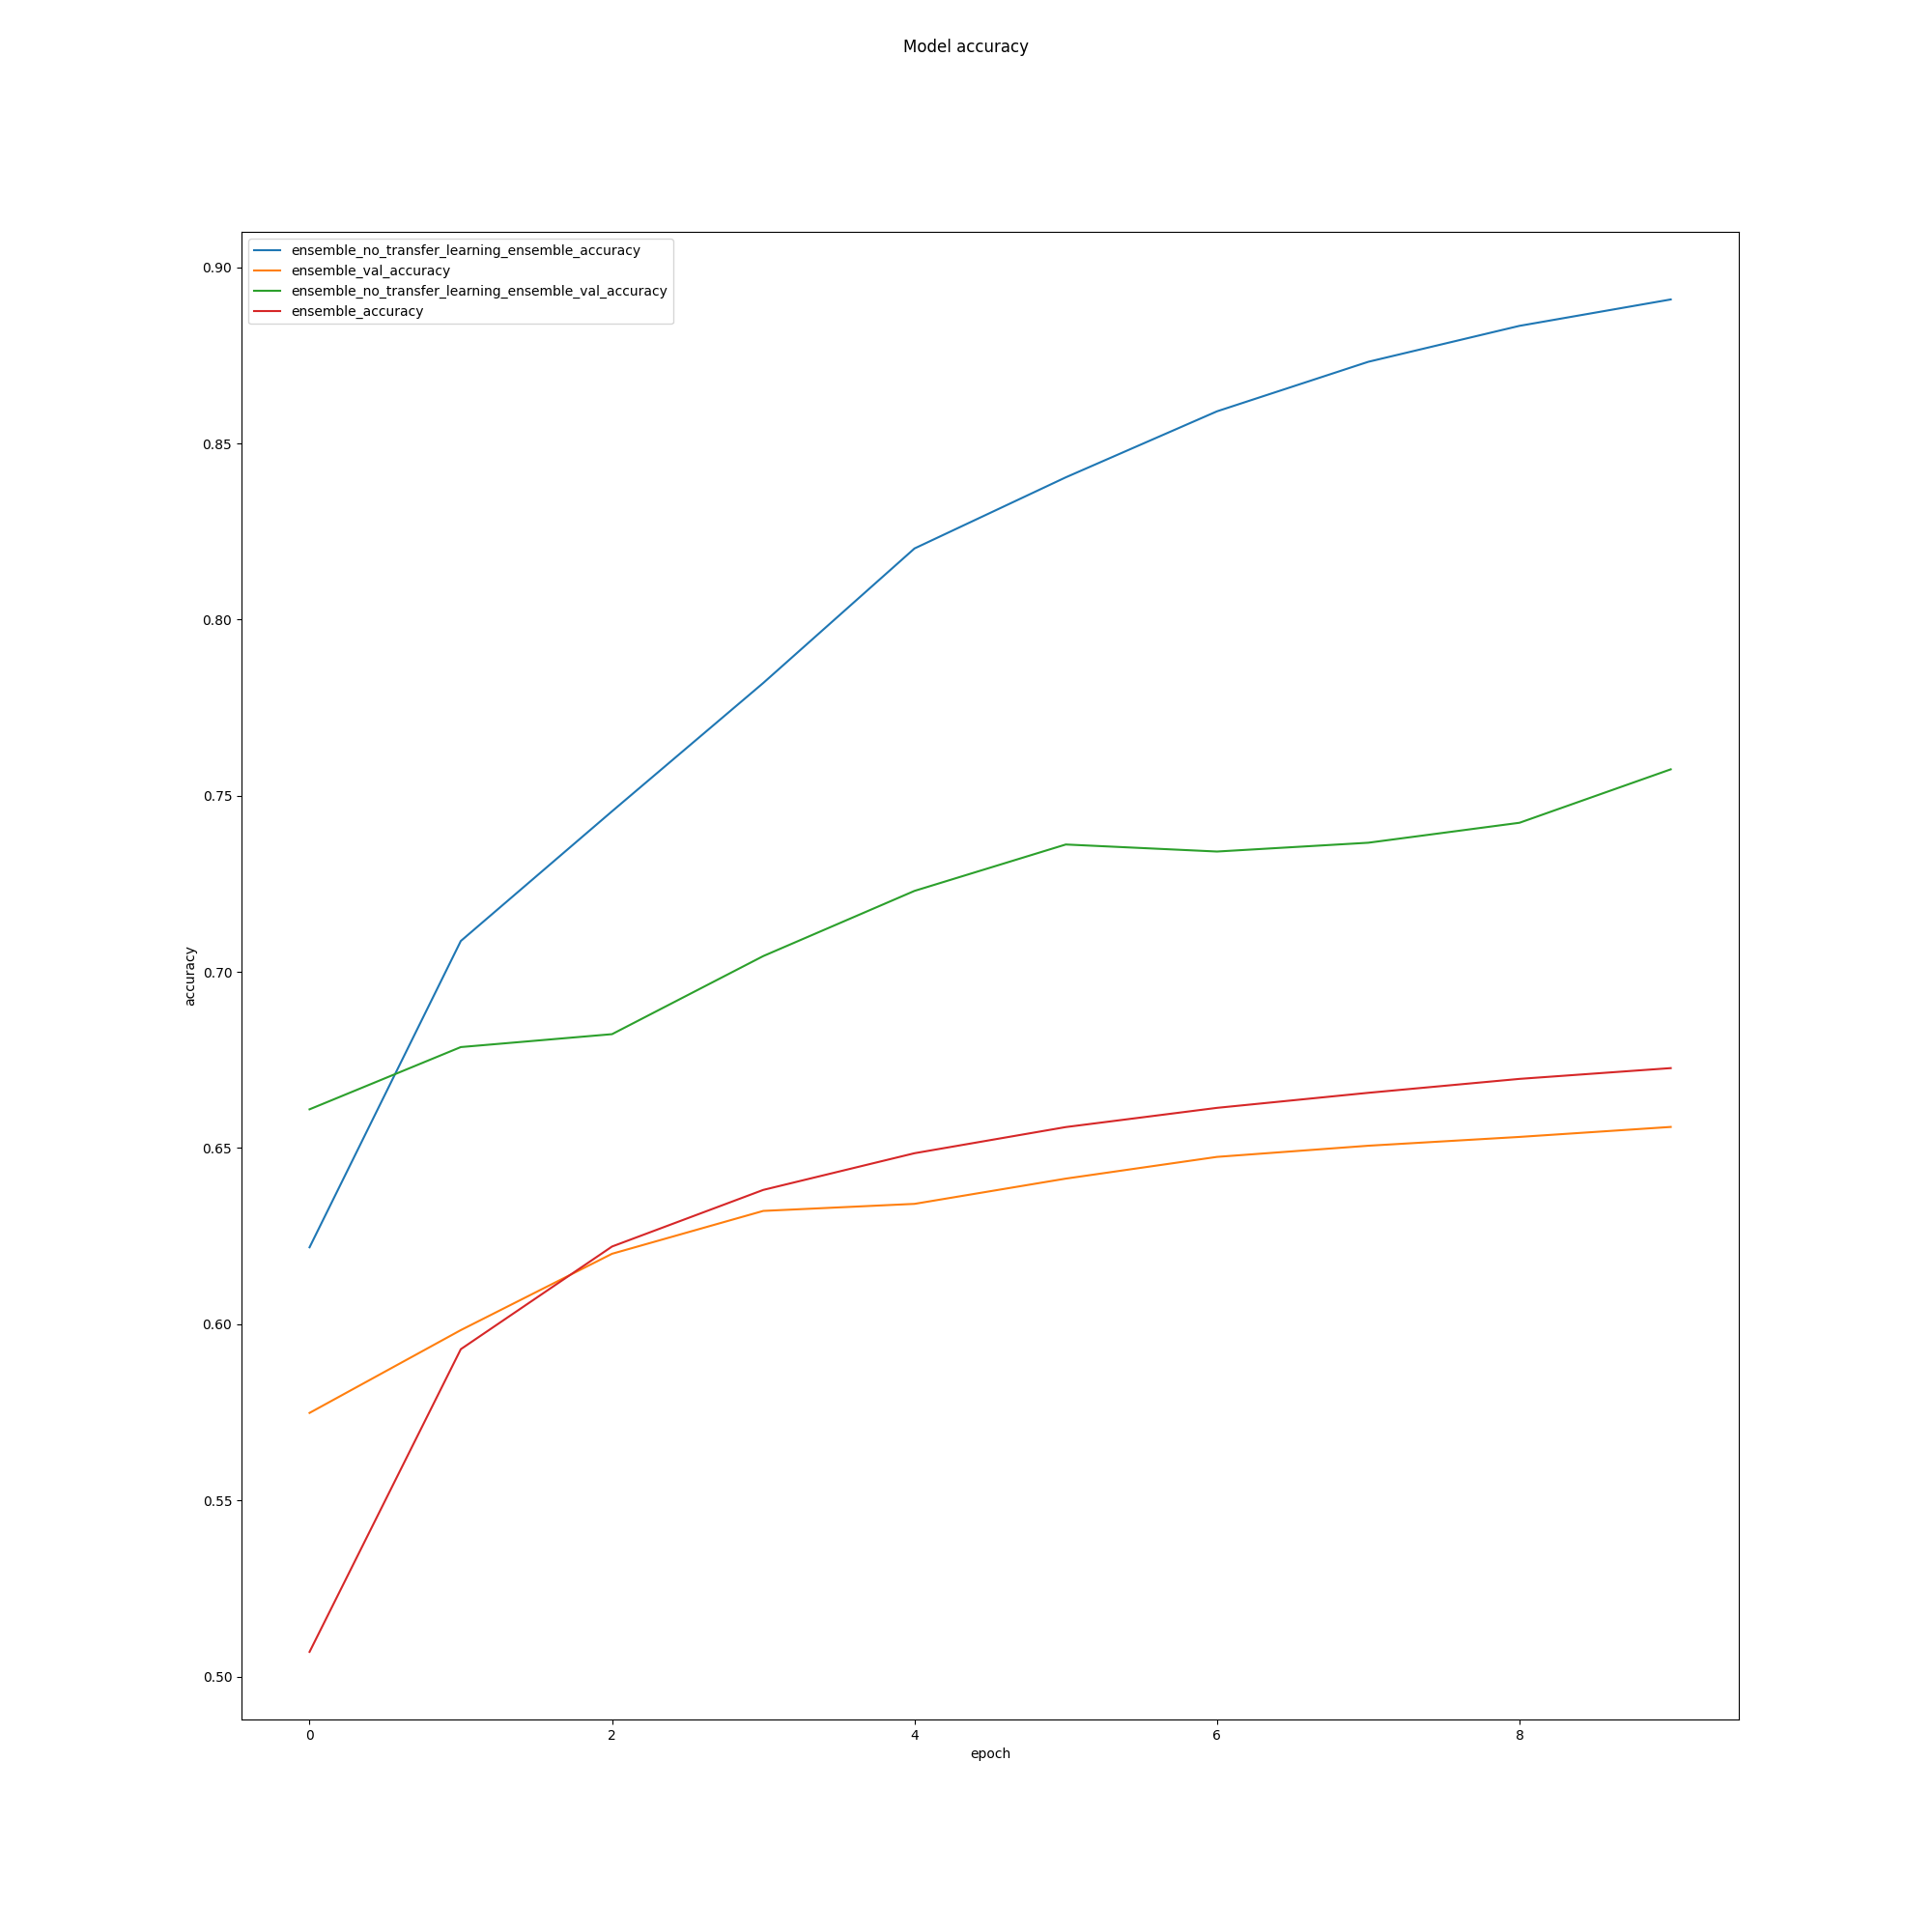 Model accuracy
ensemble_no_transfer_learning_ensemble_accuracy
ensemble_val_accuracy
ensemble_no_transfer_learning_ensemble_val_accuracy
ensemble_accuracy
0.90
0.85
0.80
0.75
0.70
0.65
0.60
0.55
0.50
accuracy
0 2 4 6 8
epoch